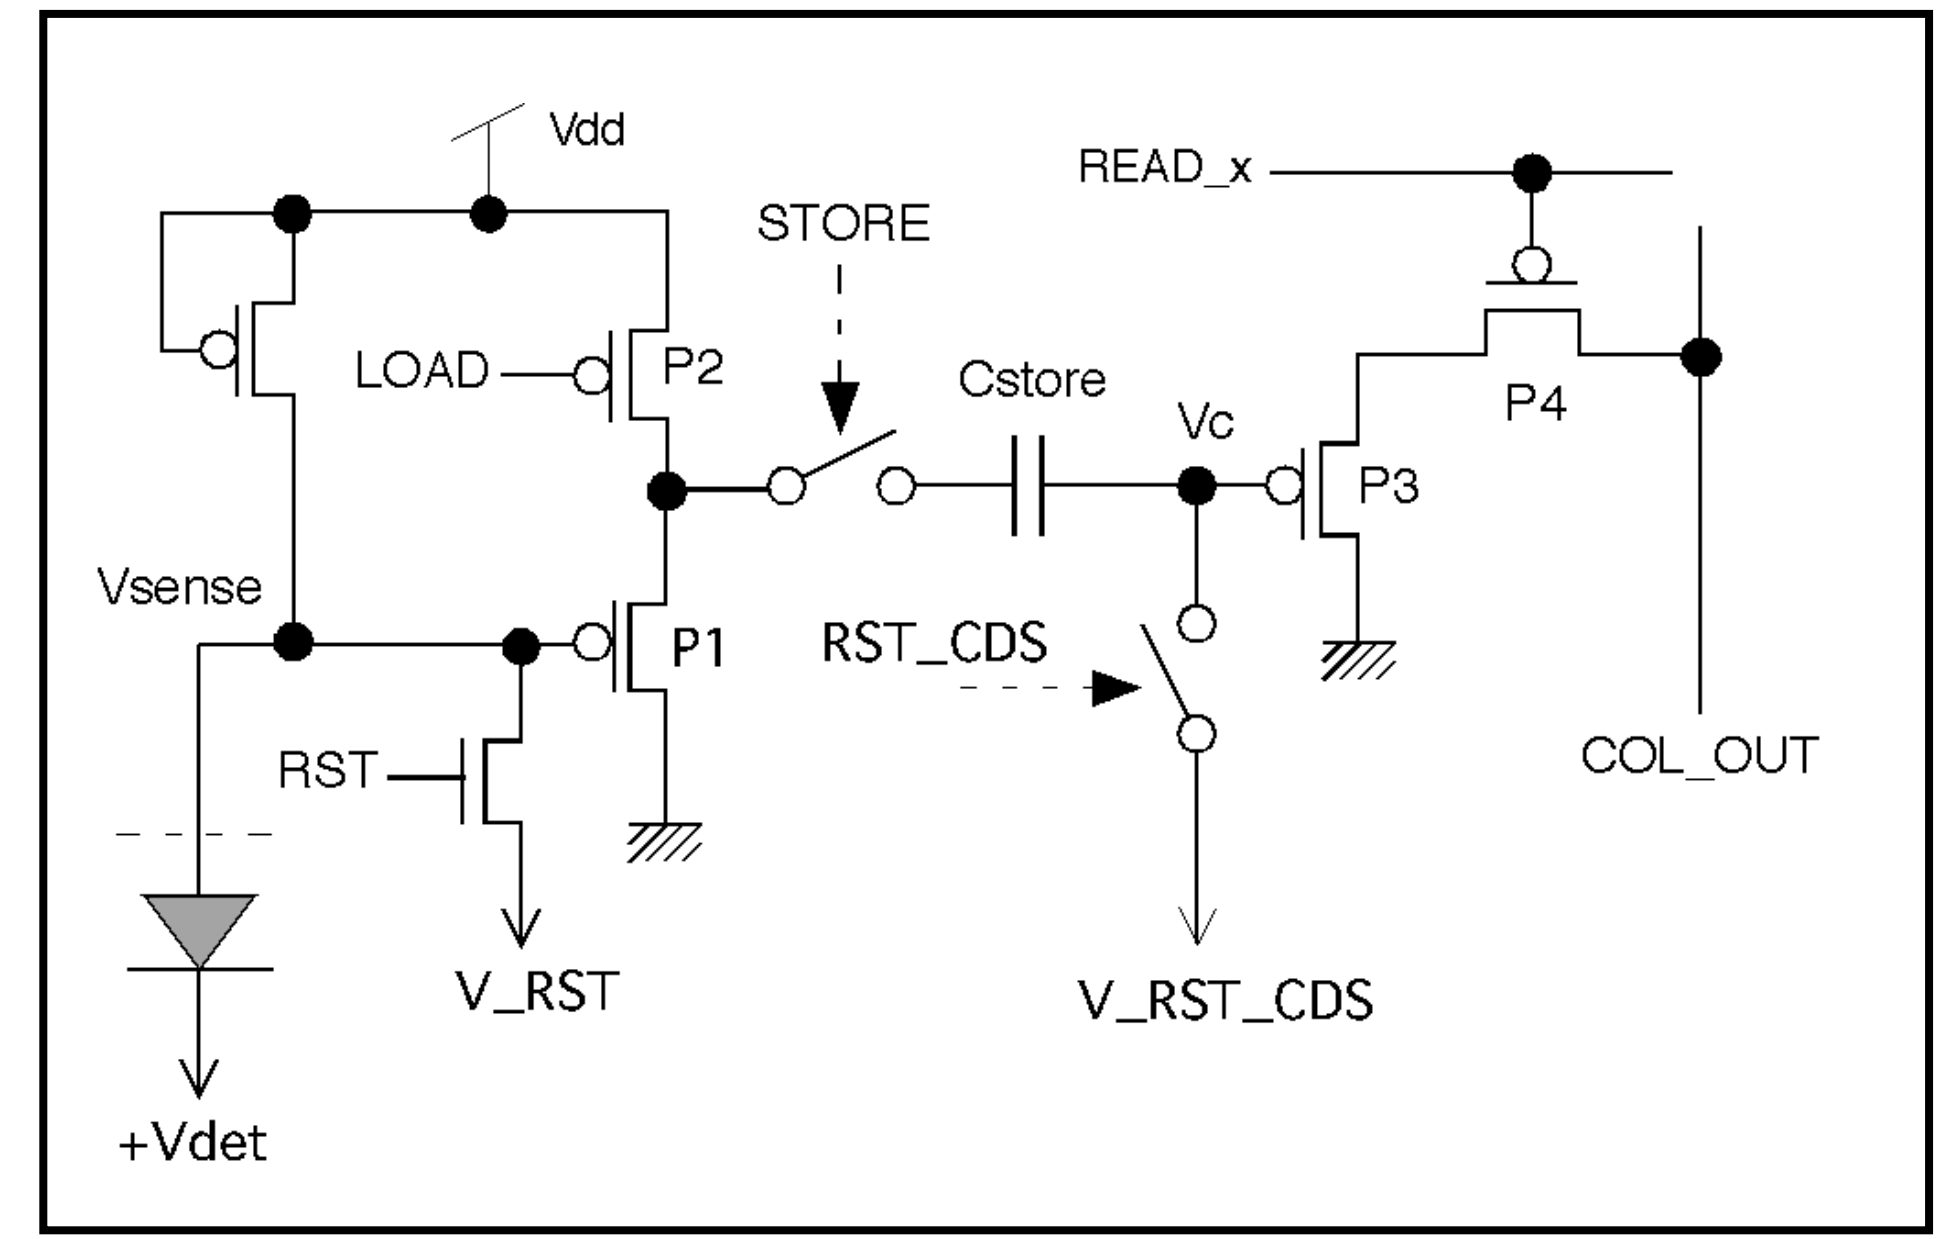 Vdd
READ_x
STORE
LOAD
P2
Cstore
Vc
P4
P3
Vsense
P1
RST_CDS
RST
COL_OUT
V_RST
V_RST_CDS
+Vdet